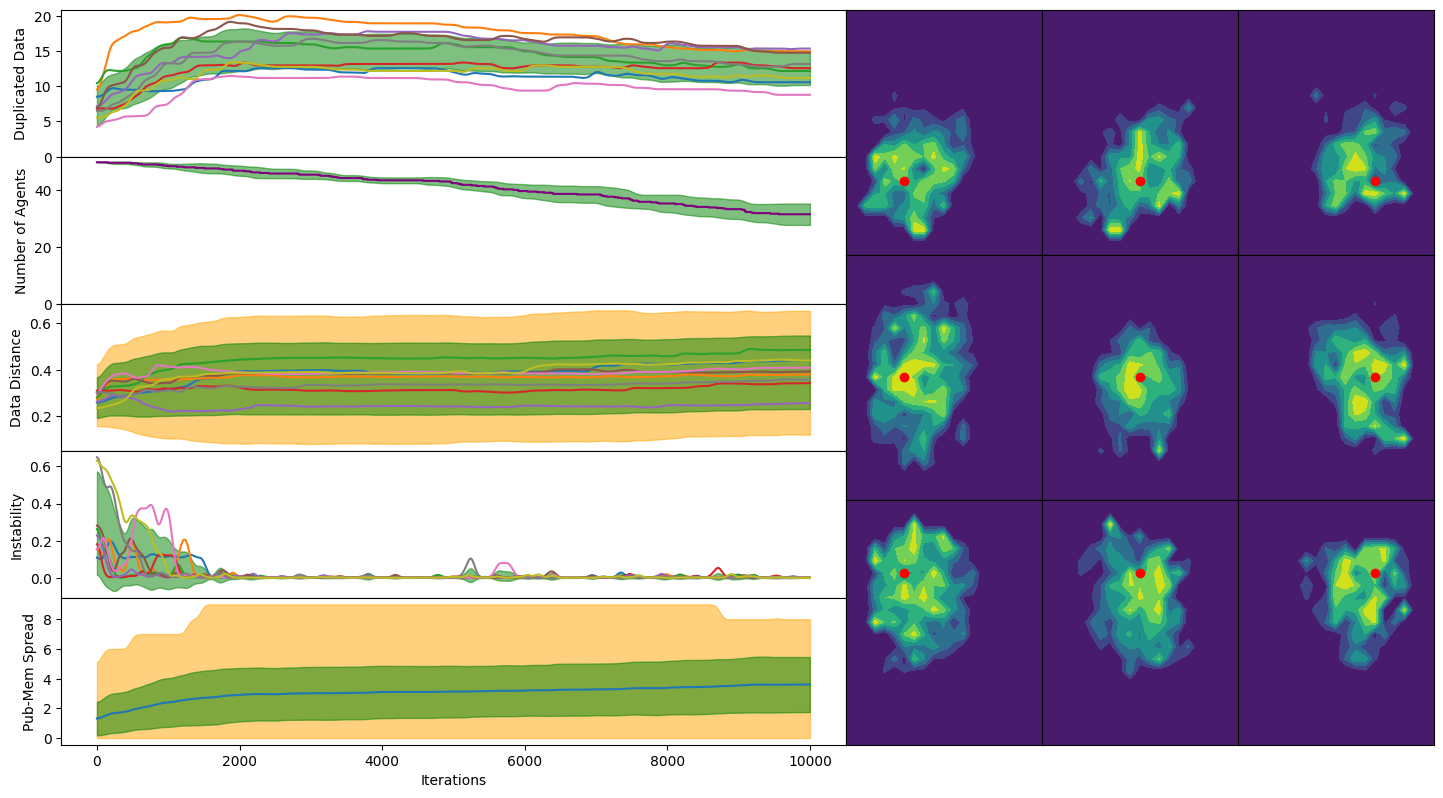 Duplicated Data
20
15
10
5
0
Number of Agents
40
20
0
Data Distance
0.6
0.4
0.2
Instability
0.6
0.4
0.2
0.0
Pub-Mem Spread
8
6
4
2
0
0 2000 4000 6000 8000 10000
Iterations